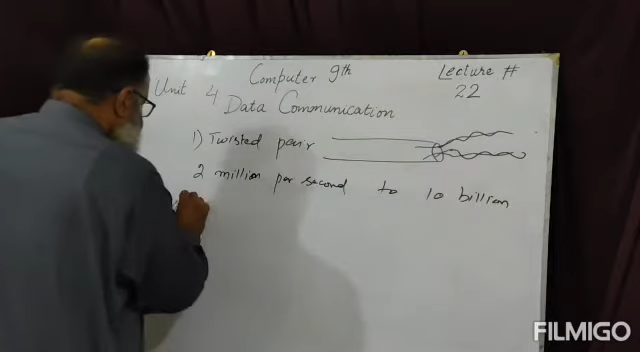 Computer 9th
Lecture #
22
Unit 4
Data Communication
1) Twisted pair
2 million per second to 10 billion
FILMIGO